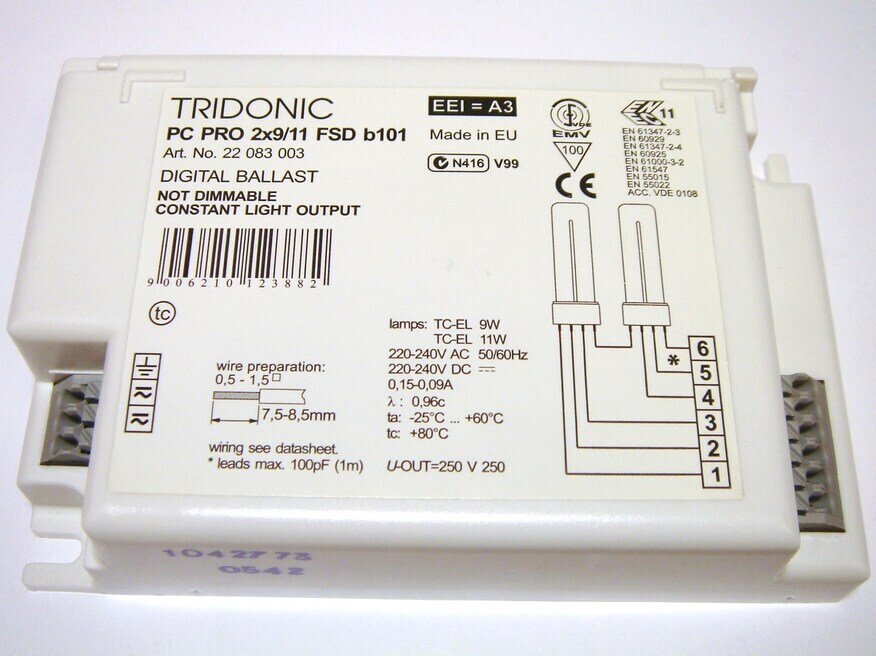 TRIDONIC
PC PRO 2x9/11 FSD b101
Art. No. 22 083 003
DIGITAL BALLAST
NOT DIMMABLE
CONSTANT LIGHT OUTPUT
9 006210 123882
tc
EEI = A3
Made in EU
N416 V99
VDE
EMV
100
CE
ENEC 11
EN 61347-2-3
EN 60929
EN 61347-2-4
EN 60925
EN 61000-3-2
EN 61547
EN 55015
EN 55022
ACC. VDE 0108
wire preparation:
0,5 - 1,5□
7,5-8,5mm
wiring see datasheet.
* leads max. 100pF (1m)
lamps: TC-EL 9W
TC-EL 11W
220-240V AC 50/60Hz
220-240V DC ⎓
0,15-0,09A
λ : 0,96c
ta: -25°C ... +60°C
tc: +80°C
U-OUT=250 V 250
*
6
5
4
3
2
1
1042773
0542